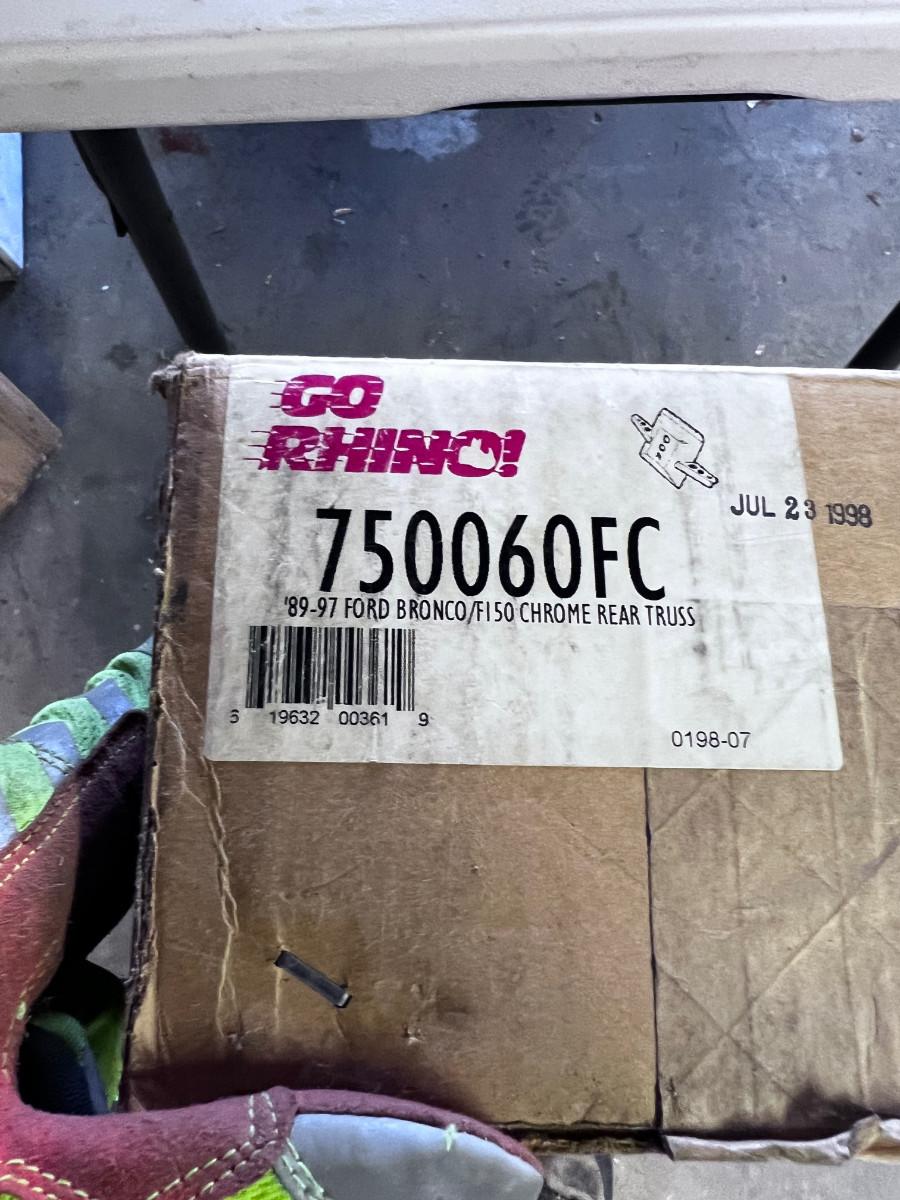 GO
RHINO!
JUL 23 1998
750060FC
'89-97 FORD BRONCO/F150 CHROME REAR TRUSS
6 19632 00361 9
0198-07